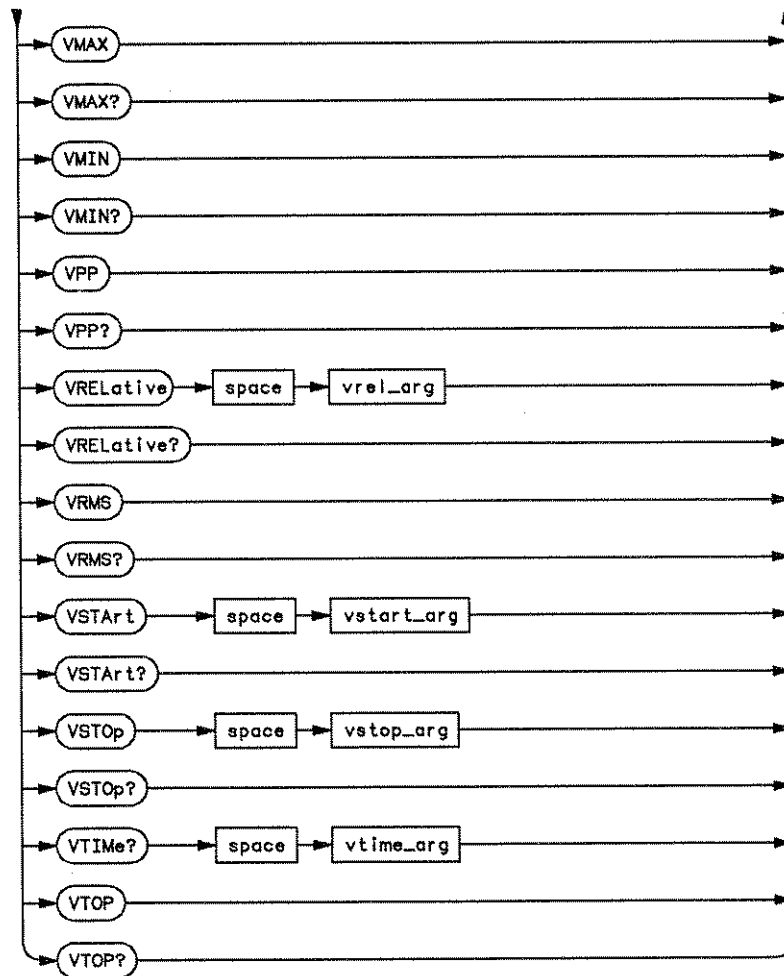 VMAX
VMAX?
VMIN
VMIN?
VPP
VPP?
VRELative space vrel_arg
VRELative?
VRMS
VRMS?
VSTArt space vstart_arg
VSTArt?
VSTOp space vstop_arg
VSTOp?
VTIMe? space vtime_arg
VTOP
VTOP?